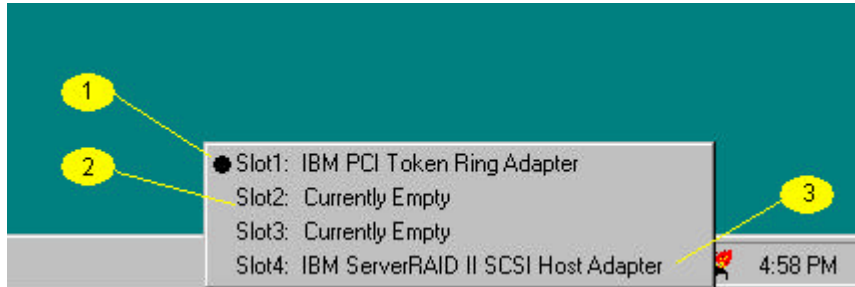 1
2
Slot1: IBM PCI Token Ring Adapter
Slot2: Currently Empty
3
Slot3: Currently Empty
Slot4: IBM ServerRAID II SCSI Host Adapter
4:58 PM